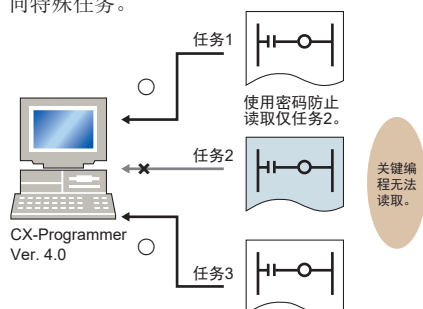 向特殊任务。
任务1
使用密码防止
读取仅任务2。
任务2
关键编
程无法
读取。
CX-Programmer
Ver. 4.0
任务3